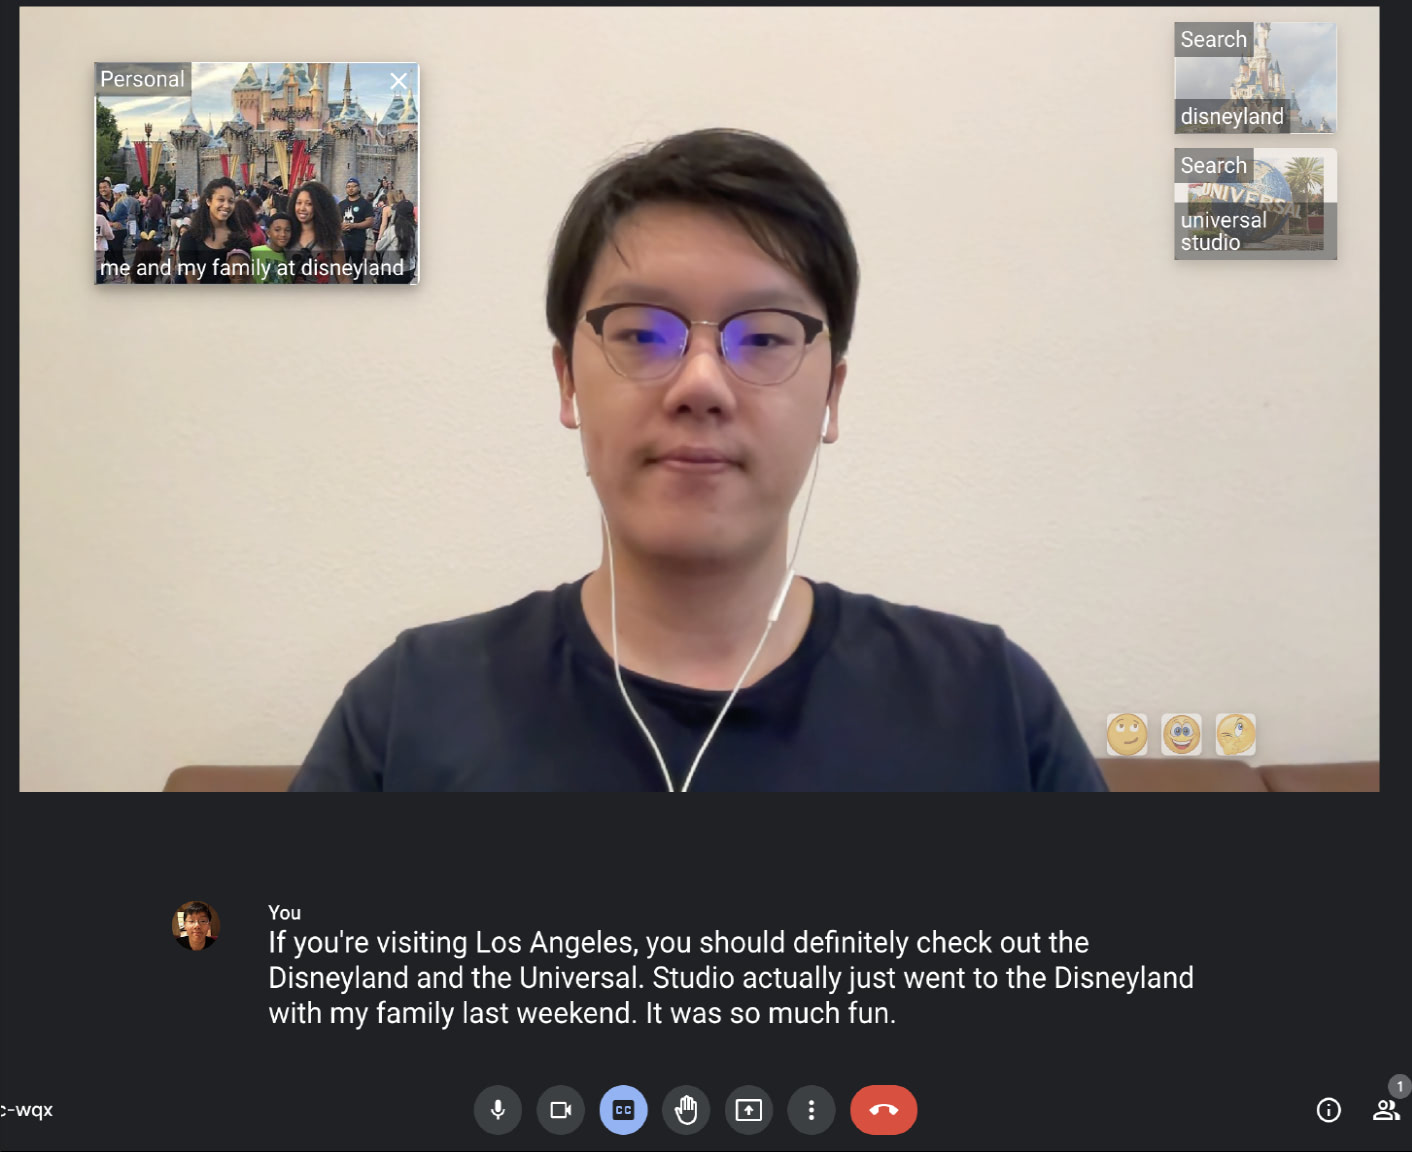 Personal
me and my family at disneyland
Search
disneyland
Search
UNIVERSAL
universal
studio
You
If you're visiting Los Angeles, you should definitely check out the
Disneyland and the Universal. Studio actually just went to the Disneyland
with my family last weekend. It was so much fun.
c-wqx
CC
1